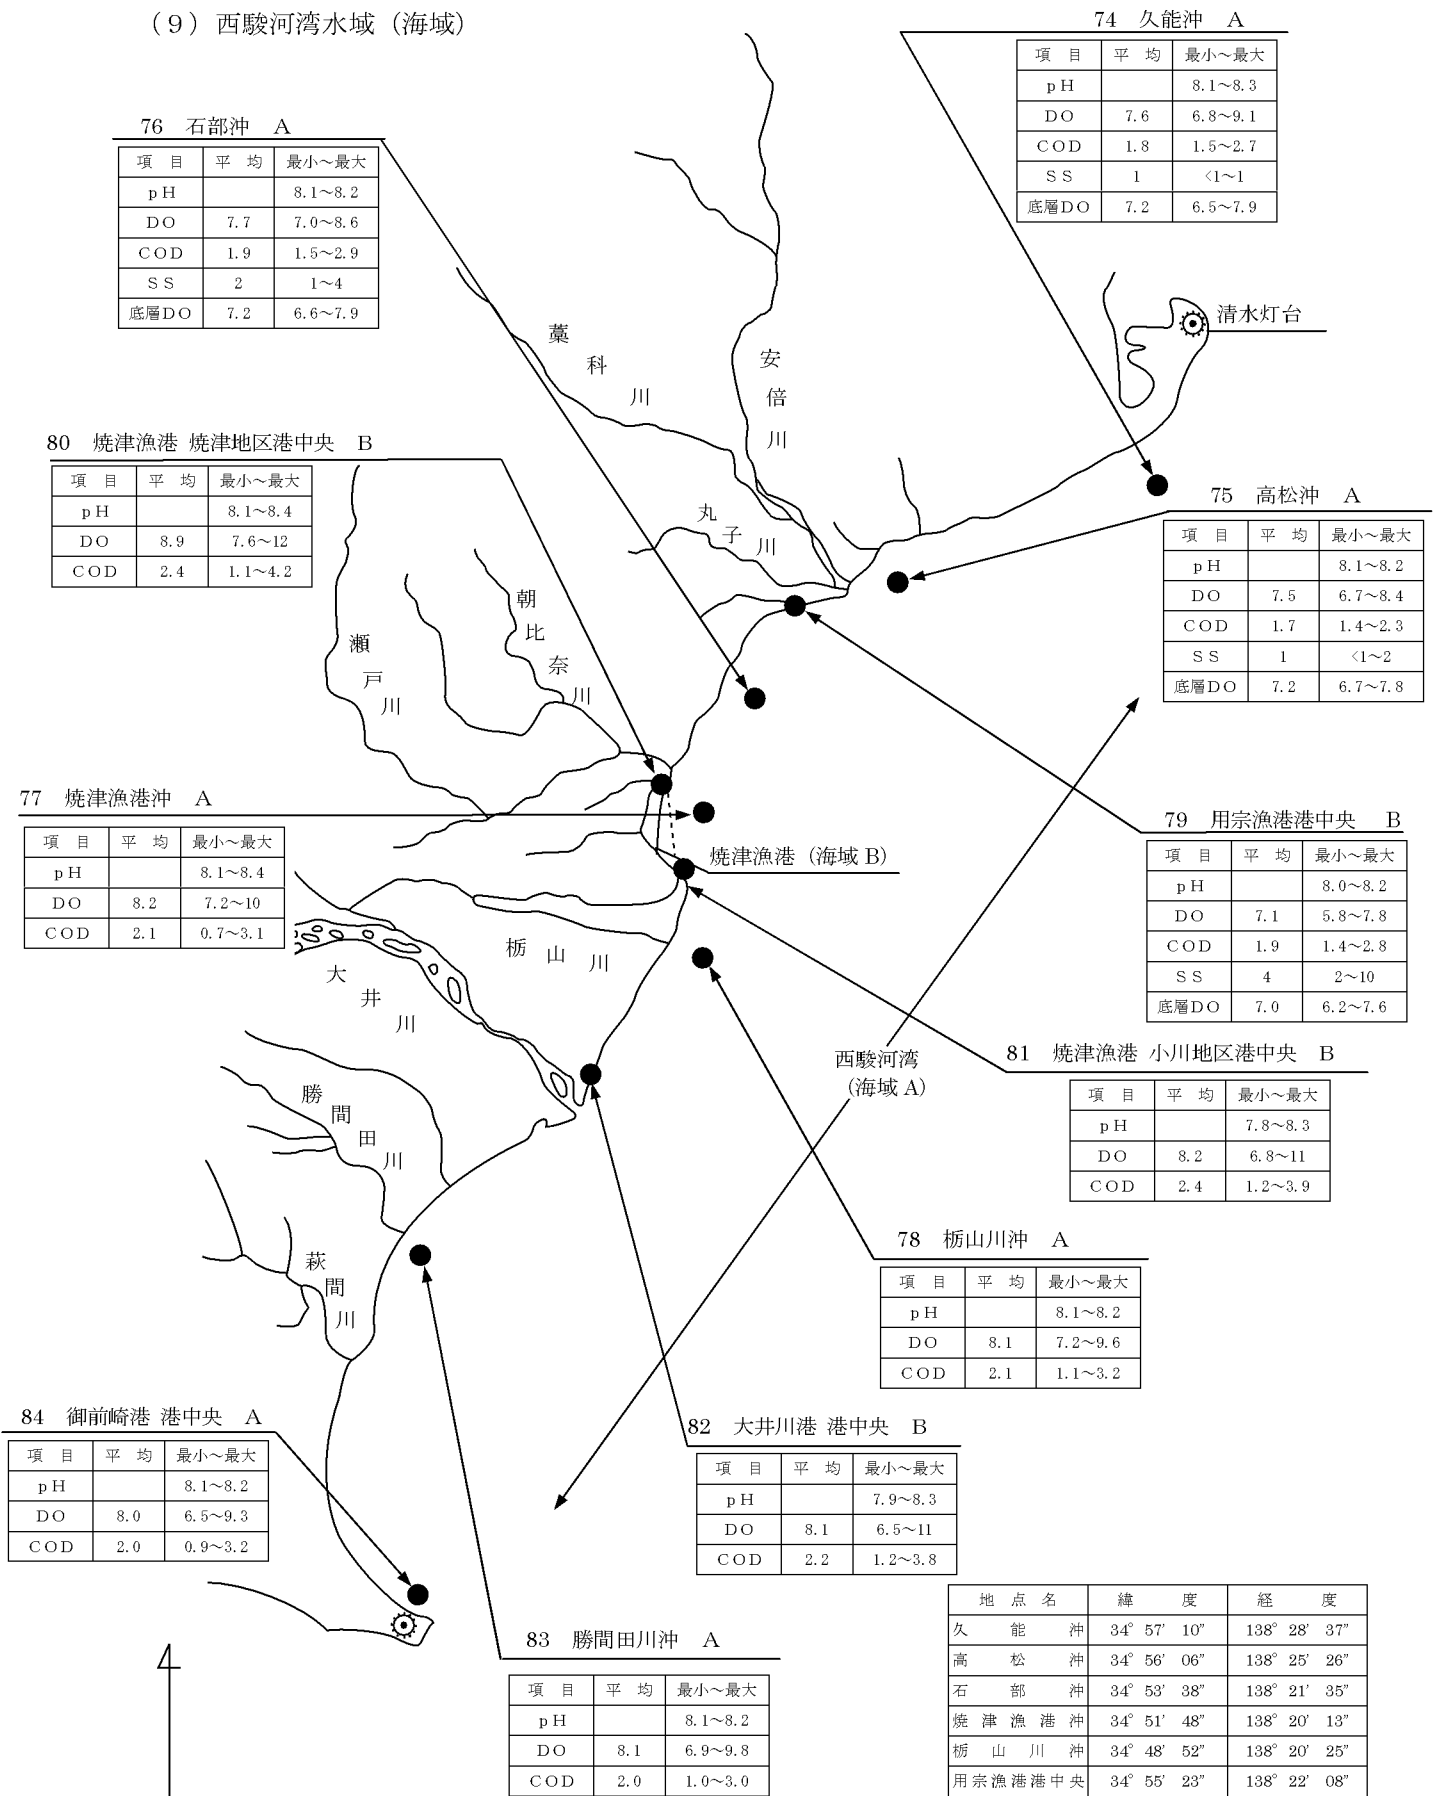 （９）西駿河湾水域（海域）
74 久能沖 A
項 目 平 均 最小～最大
ｐＨ 8.1～8.3
ＤＯ 7.6 6.8～9.1
ＣＯＤ 1.8 1.5～2.7
ＳＳ 1 <1～1
底層ＤＯ 7.2 6.5～7.9
76 石部沖 A
項 目 平 均 最小～最大
ｐＨ 8.1～8.2
ＤＯ 7.7 7.0～8.6
ＣＯＤ 1.9 1.5～2.9
ＳＳ 2 1～4
底層ＤＯ 7.2 6.6～7.9
清水灯台
藁科川
安倍川
80 焼津漁港 焼津地区港中央 B
項 目 平 均 最小～最大
ｐＨ 8.1～8.4
ＤＯ 8.9 7.6～12
ＣＯＤ 2.4 1.1～4.2
75 高松沖 A
項 目 平 均 最小～最大
ｐＨ 8.1～8.2
ＤＯ 7.5 6.7～8.4
ＣＯＤ 1.7 1.4～2.3
ＳＳ 1 <1～2
底層ＤＯ 7.2 6.7～7.8
丸子川
朝比奈川
瀬戸川
77 焼津漁港沖 A
項 目 平 均 最小～最大
ｐＨ 8.1～8.4
ＤＯ 8.2 7.2～10
ＣＯＤ 2.1 0.7～3.1
79 用宗漁港港中央 B
項 目 平 均 最小～最大
ｐＨ 8.0～8.2
ＤＯ 7.1 5.8～7.8
ＣＯＤ 1.9 1.4～2.8
ＳＳ 4 2～10
底層ＤＯ 7.0 6.2～7.6
焼津漁港（海域 B）
栃山川
大井川
西駿河湾
（海域 A）
81 焼津漁港 小川地区港中央 B
項 目 平 均 最小～最大
ｐＨ 7.8～8.3
ＤＯ 8.2 6.8～11
ＣＯＤ 2.4 1.2～3.9
勝間田川
萩間川
78 栃山川沖 A
項 目 平 均 最小～最大
ｐＨ 8.1～8.2
ＤＯ 8.1 7.2～9.6
ＣＯＤ 2.1 1.1～3.2
84 御前崎港 港中央 A
項 目 平 均 最小～最大
ｐＨ 8.1～8.2
ＤＯ 8.0 6.5～9.3
ＣＯＤ 2.0 0.9～3.2
82 大井川港 港中央 B
項 目 平 均 最小～最大
ｐＨ 7.9～8.3
ＤＯ 8.1 6.5～11
ＣＯＤ 2.2 1.2～3.8
83 勝間田川沖 A
項 目 平 均 最小～最大
ｐＨ 8.1～8.2
ＤＯ 8.1 6.9～9.8
ＣＯＤ 2.0 1.0～3.0
地 点 名 緯 度 経 度
久 能 沖 34° 57′ 10″ 138° 28′ 37″
高 松 沖 34° 56′ 06″ 138° 25′ 26″
石 部 沖 34° 53′ 38″ 138° 21′ 35″
焼 津 漁 港 沖 34° 51′ 48″ 138° 20′ 13″
栃 山 川 沖 34° 48′ 52″ 138° 20′ 25″
用宗漁港港中央 34° 55′ 23″ 138° 22′ 08″